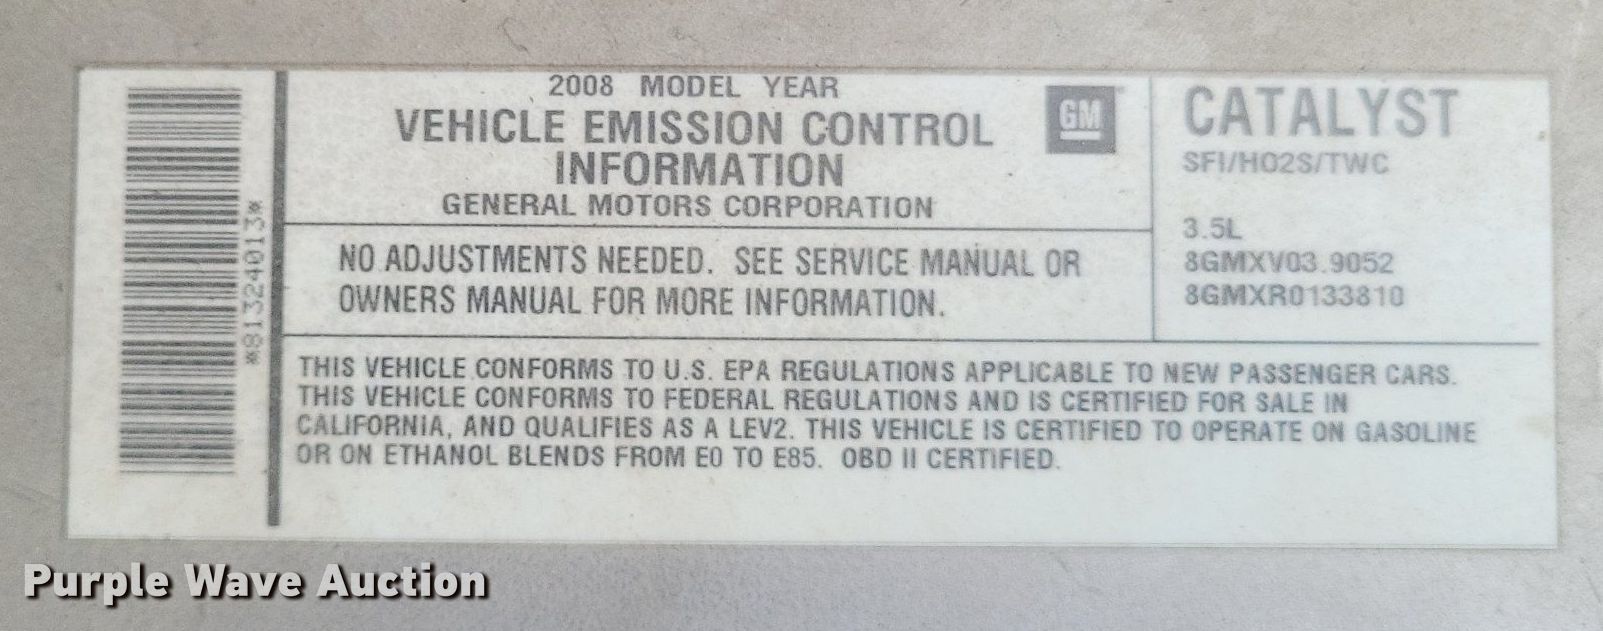 *81324013*
2008 MODEL YEAR
VEHICLE EMISSION CONTROL
INFORMATION
GENERAL MOTORS CORPORATION
GM
NO ADJUSTMENTS NEEDED. SEE SERVICE MANUAL OR
OWNERS MANUAL FOR MORE INFORMATION.
CATALYST
SFI/HO2S/TWC
3.5L
8GMXV03.9052
8GMXR0133810
THIS VEHICLE CONFORMS TO U.S. EPA REGULATIONS APPLICABLE TO NEW PASSENGER CARS.
THIS VEHICLE CONFORMS TO FEDERAL REGULATIONS AND IS CERTIFIED FOR SALE IN
CALIFORNIA, AND QUALIFIES AS A LEV2. THIS VEHICLE IS CERTIFIED TO OPERATE ON GASOLINE
OR ON ETHANOL BLENDS FROM E0 TO E85. OBD II CERTIFIED.
Purple Wave Auction